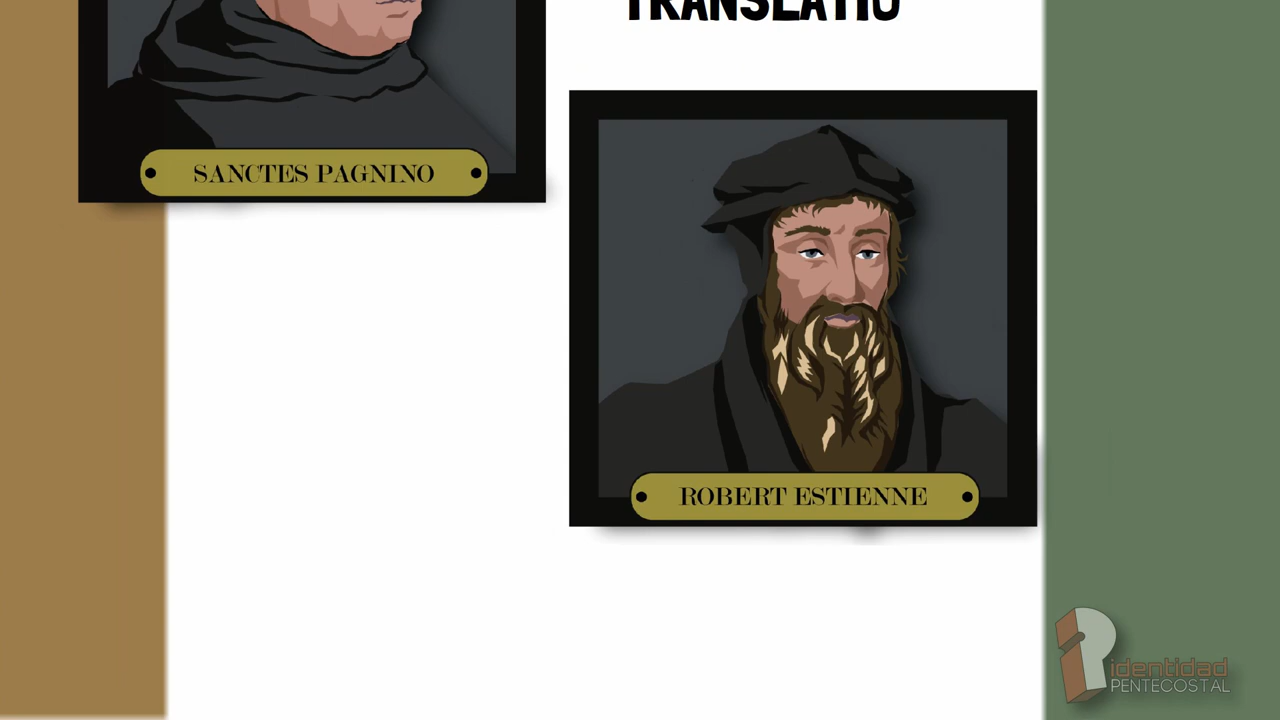 TRANSLATIO
SANCTES PAGNINO
ROBERT ESTIENNE
identidad
PENTECOSTAL